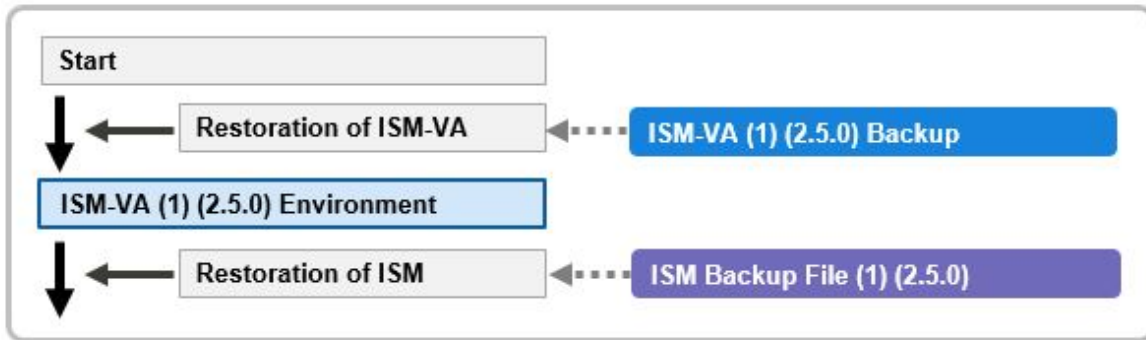 Start
Restoration of ISM-VA
ISM-VA (1) (2.5.0) Backup
ISM-VA (1) (2.5.0) Environment
Restoration of ISM
ISM Backup File (1) (2.5.0)